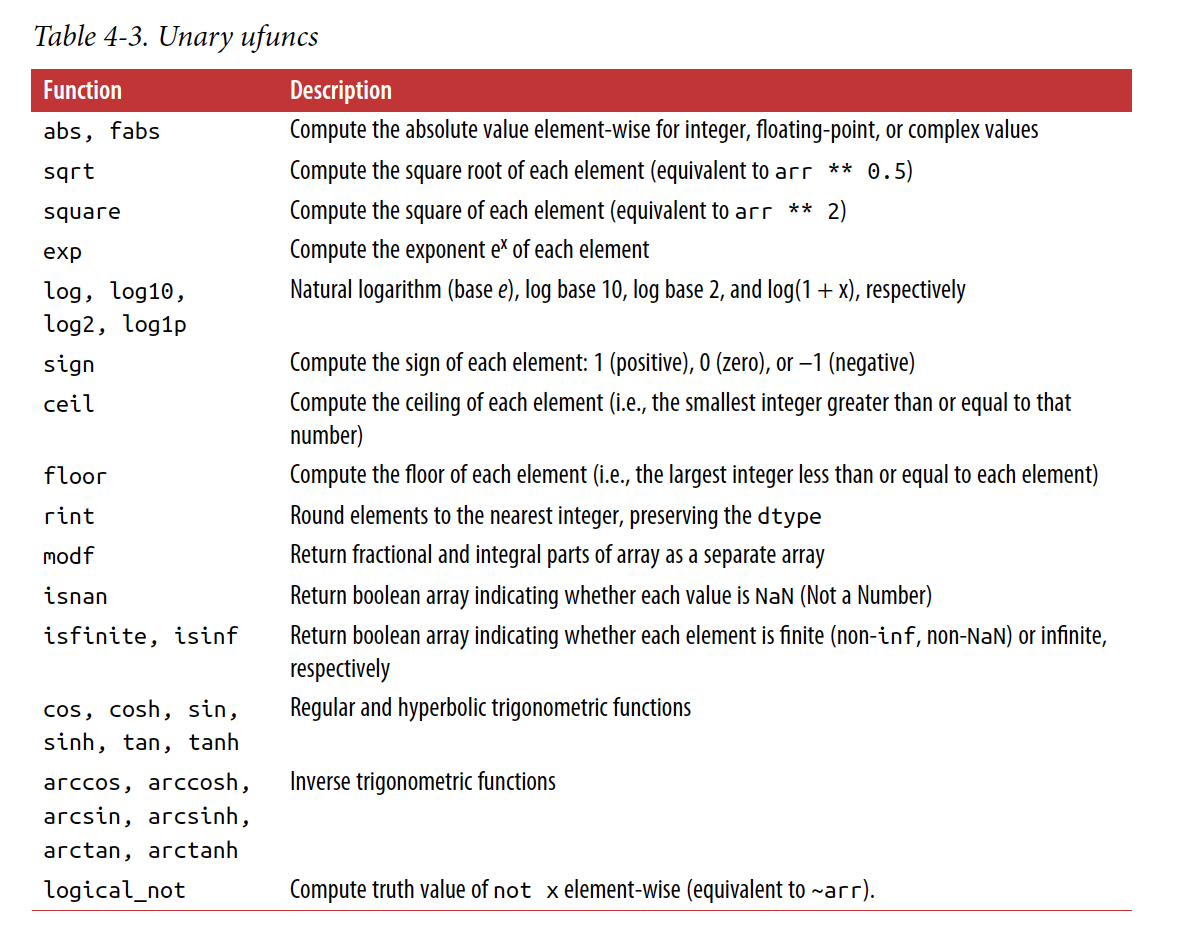 Table 4-3. Unary ufuncs
Function Description
abs, fabs Compute the absolute value element-wise for integer, floating-point, or complex values
sqrt Compute the square root of each element (equivalent to arr ** 0.5)
square Compute the square of each element (equivalent to arr ** 2)
exp Compute the exponent eˣ of each element
log, log10, Natural logarithm (base e), log base 10, log base 2, and log(1 + x), respectively
log2, log1p
sign Compute the sign of each element: 1 (positive), 0 (zero), or –1 (negative)
ceil Compute the ceiling of each element (i.e., the smallest integer greater than or equal to that
number)
floor Compute the floor of each element (i.e., the largest integer less than or equal to each element)
rint Round elements to the nearest integer, preserving the dtype
modf Return fractional and integral parts of array as a separate array
isnan Return boolean array indicating whether each value is NaN (Not a Number)
isfinite, isinf Return boolean array indicating whether each element is finite (non-inf, non-NaN) or infinite,
respectively
cos, cosh, sin, Regular and hyperbolic trigonometric functions
sinh, tan, tanh
arccos, arccosh, Inverse trigonometric functions
arcsin, arcsinh,
arctan, arctanh
logical_not Compute truth value of not x element-wise (equivalent to ~arr).